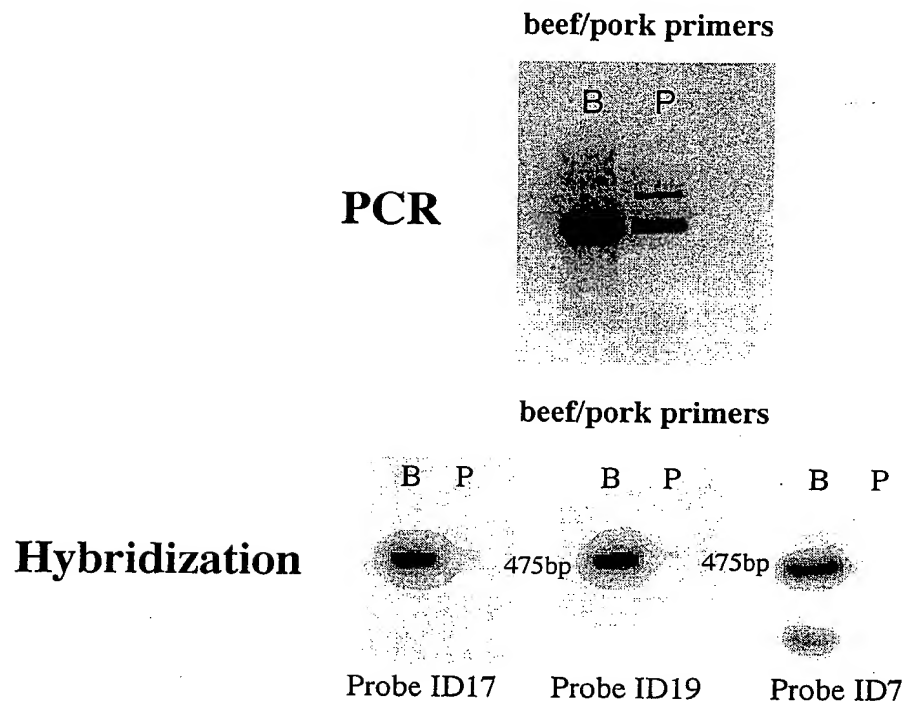 beef/pork primers
B P
PCR
beef/pork primers
B P B P B P
Hybridization
475bp 475bp
Probe ID17 Probe ID19 Probe ID7